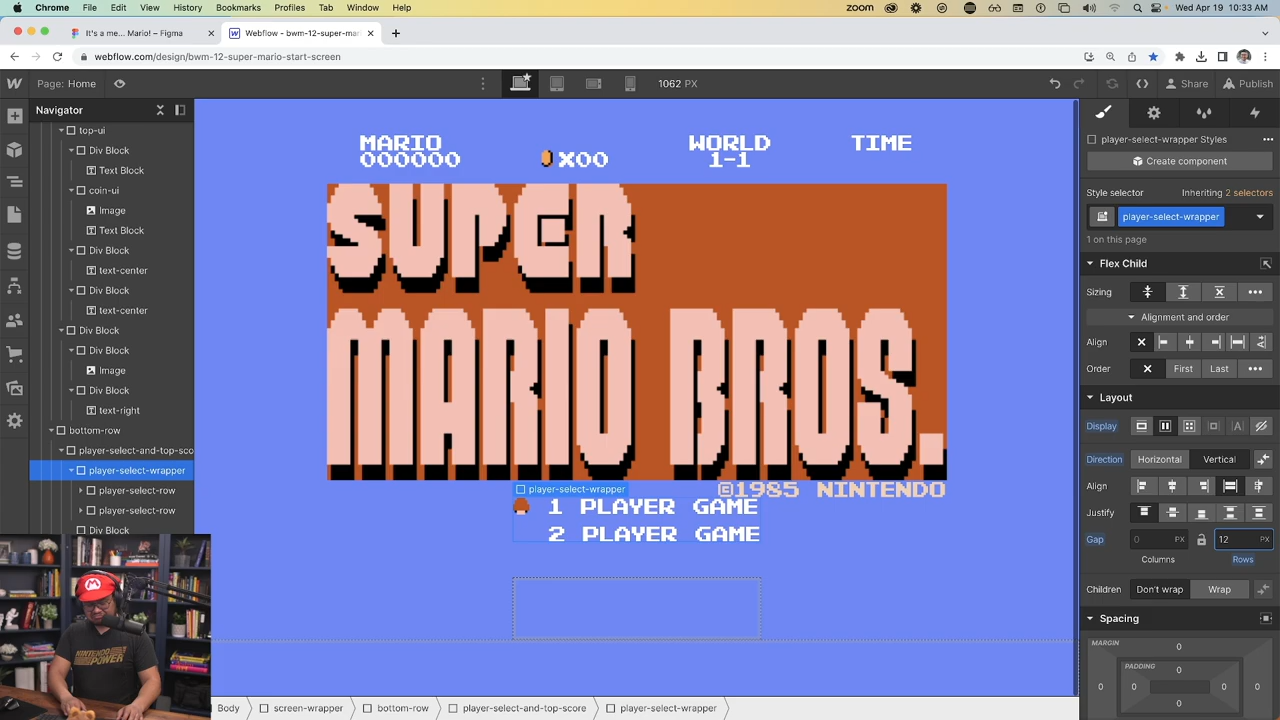 Chrome File Edit View History Bookmarks Profiles Tab Window Help zoom Wed Apr 19 10:33 AM
It's a me... Mario! – Figma Webflow - bwm-12-super-mar
webflow.com/design/bwm-12-super-mario-start-screen
Page: Home 1062 PX Share Publish
Navigator
top-ui
Div Block
Text Block
coin-ui
Image
Text Block
Div Block
text-center
Div Block
text-center
Div Block
Div Block
Image
Div Block
text-right
bottom-row
player-select-and-top-sco
player-select-wrapper
player-select-row
player-select-row
Div Block
MARIO WORLD TIME
000000 X00 1-1
SUPER
MARIO BROS.
©1985 NINTENDO
player-select-wrapper
1 PLAYER GAME
2 PLAYER GAME
NINTENDO
POWER
Body screen-wrapper bottom-row player-select-and-top-score player-select-wrapper
player-select-wrapper Styles
Create component
Style selector Inheriting 2 selectors
player-select-wrapper
1 on this page
Flex Child
Sizing
Alignment and order
Align
Order First Last
Layout
Display
Direction Horizontal Vertical
Align
Justify
Gap 0 PX 12 PX
Columns Rows
Children Don't wrap Wrap
Spacing
MARGIN 0
PADDING 0
0 0 0 0
0